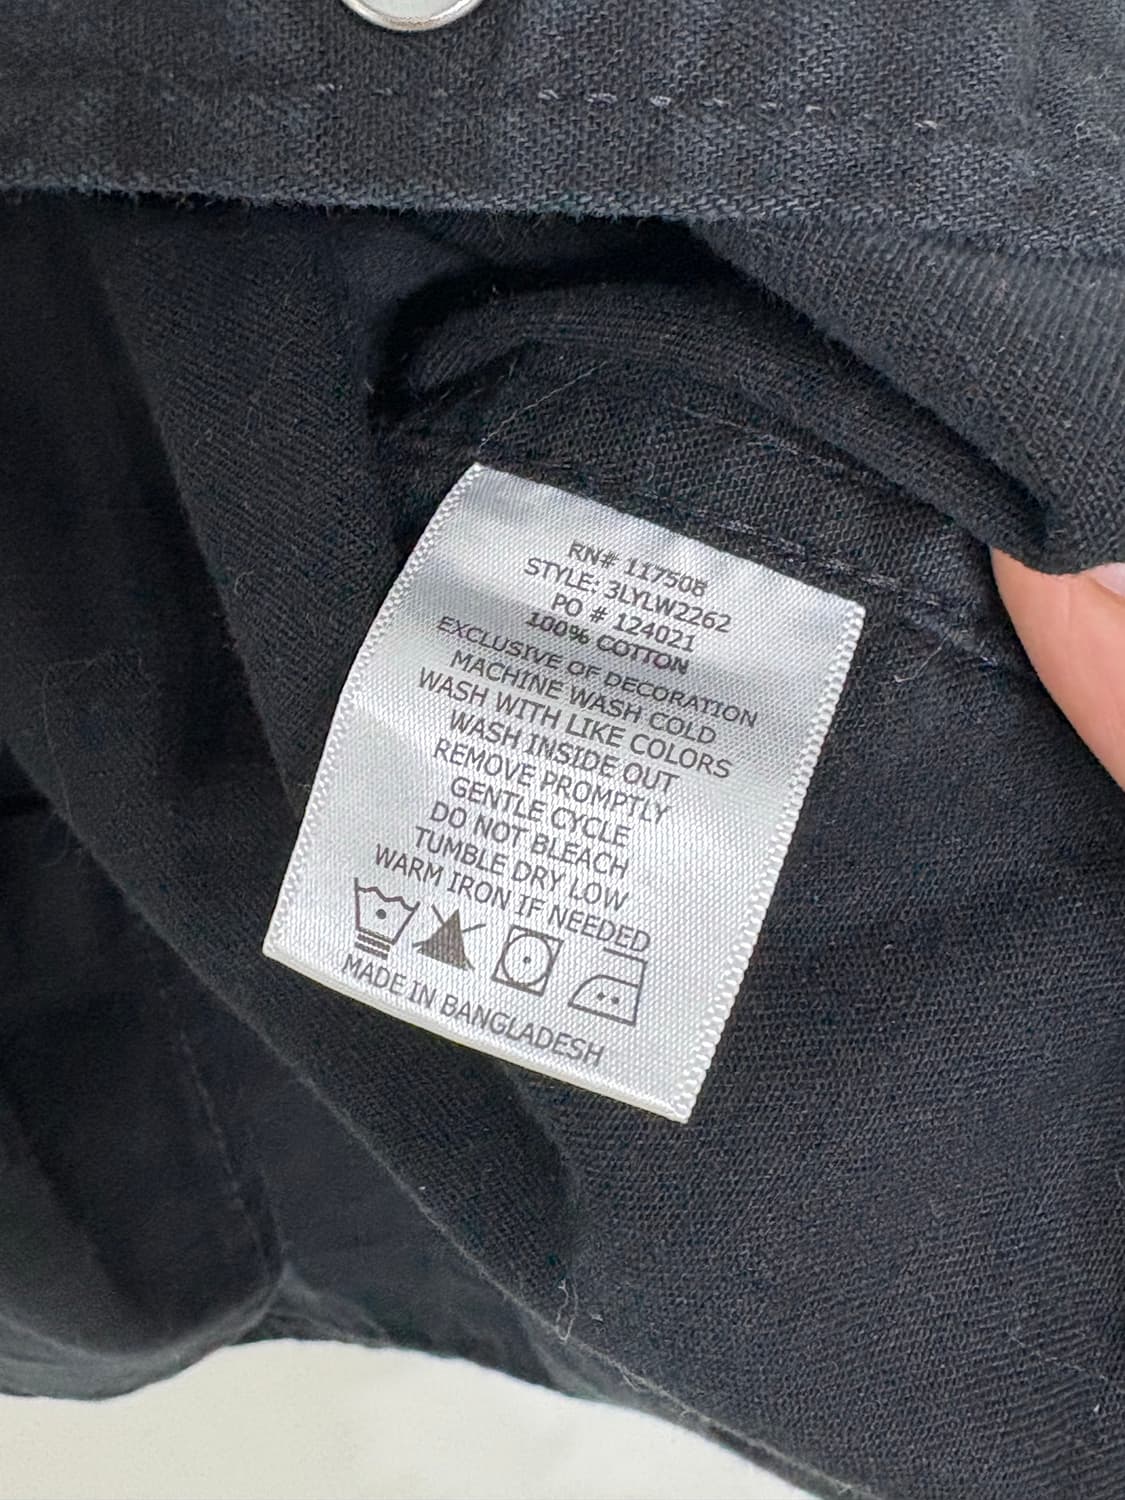 RN# 117508
STYLE: 3LYLW2262
PO # 124021
100% COTTON
EXCLUSIVE OF DECORATION
MACHINE WASH COLD
WASH WITH LIKE COLORS
WASH INSIDE OUT
REMOVE PROMPTLY
GENTLE CYCLE
DO NOT BLEACH
TUMBLE DRY LOW
WARM IRON IF NEEDED
MADE IN BANGLADESH